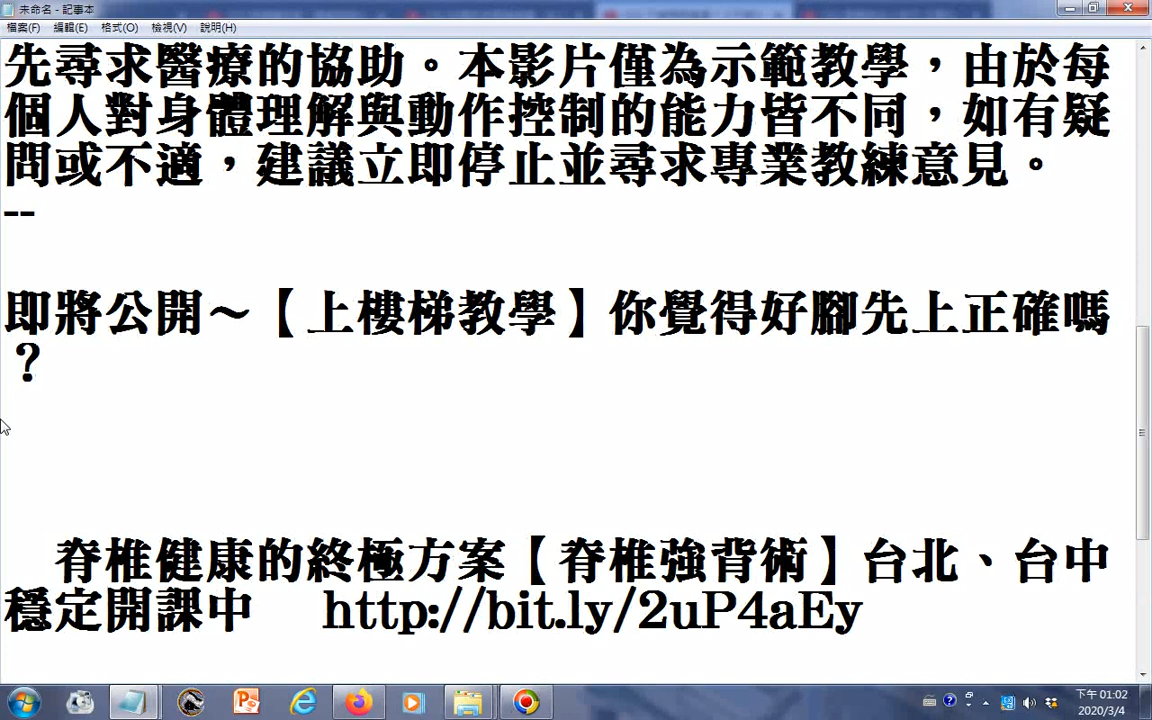 未命名 - 記事本
檔案(F) 編輯(E) 格式(O) 檢視(V) 說明(H)
先尋求醫療的協助。本影片僅為示範教學，由於每
個人對身體理解與動作控制的能力皆不同，如有疑
問或不適，建議立即停止並尋求專業教練意見。
--
即將公開～【上樓梯教學】你覺得好腳先上正確嗎
？
脊椎健康的終極方案【脊椎強背術】台北、台中
穩定開課中 http://bit.ly/2uP4aEy
下午 01:02
2020/3/4